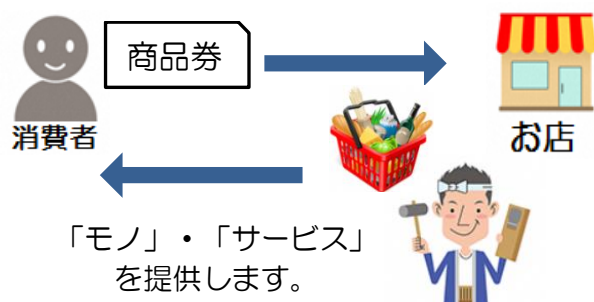 商品券
消費者
お店
「モノ」・「サービス」
を提供します。